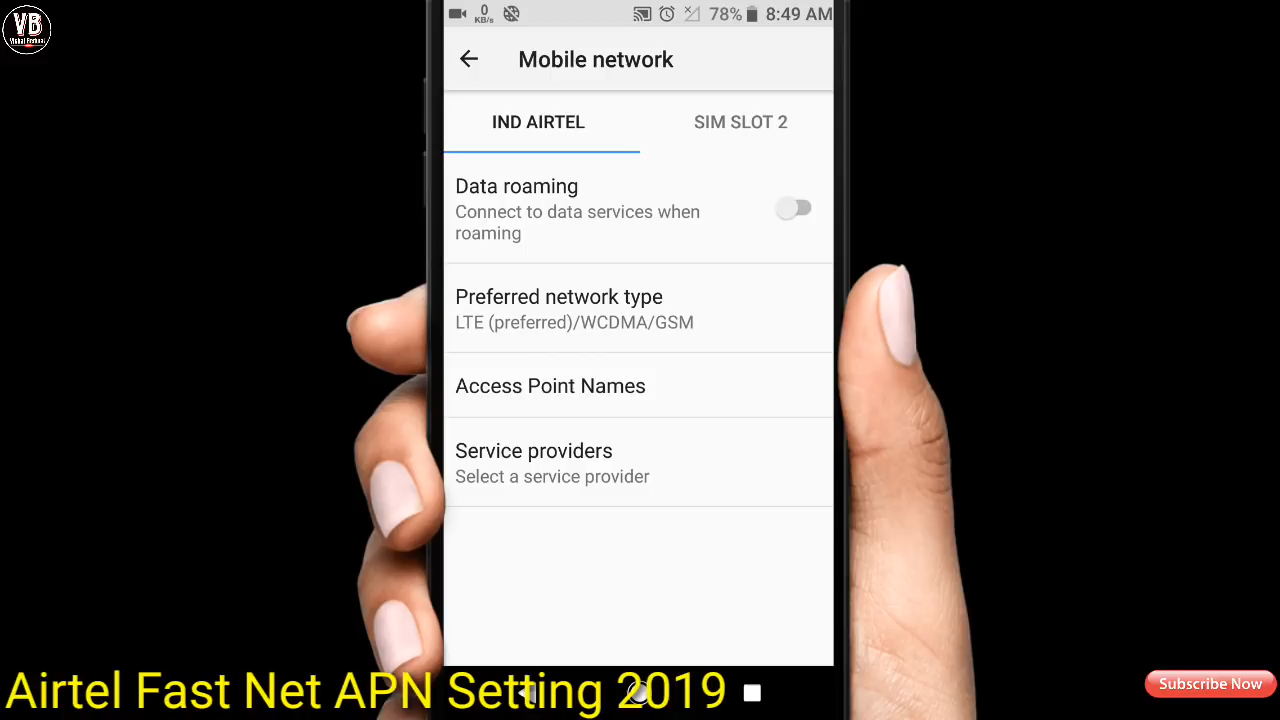 VB
Vishal Barkoti
0
KB/s
78%
8:49 AM
Mobile network
IND AIRTEL
SIM SLOT 2
Data roaming
Connect to data services when
roaming
Preferred network type
LTE (preferred)/WCDMA/GSM
Access Point Names
Service providers
Select a service provider
Airtel Fast Net APN Setting 2019
Subscribe Now